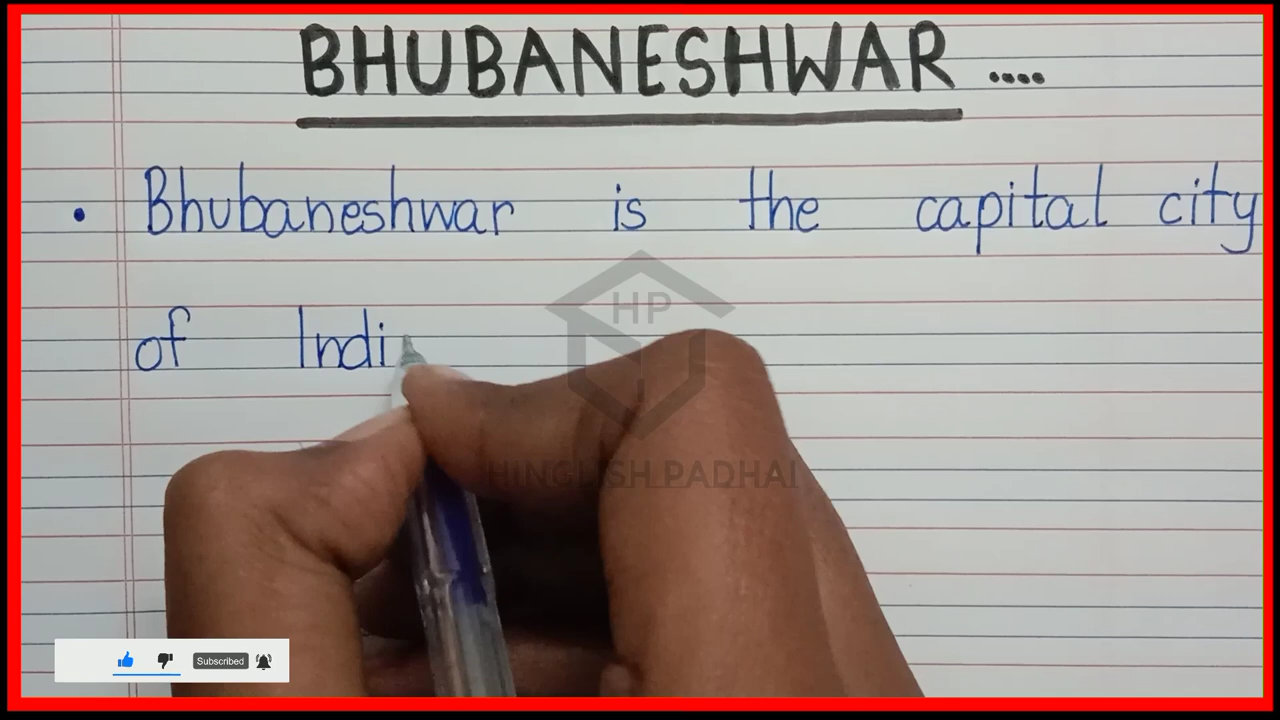 BHUBANESHWAR ....
• Bhubaneshwar is the capital city
of Indi
HP
HINGLISH PADHAI
Subscribed